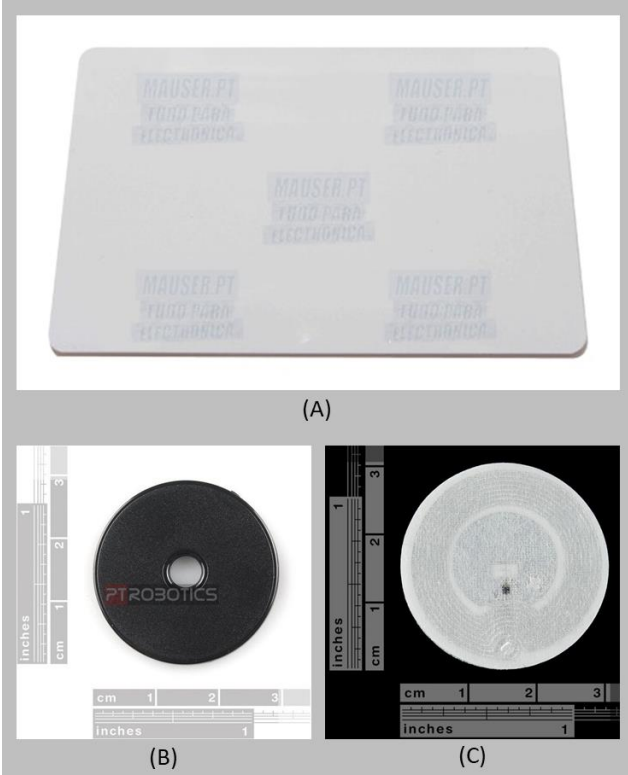 MAUSER.PT
TUDO PARA
ELECTRÓNICA.
MAUSER.PT
TUDO PARA
ELECTRÓNICA.
MAUSER.PT
TUDO PARA
ELECTRÓNICA.
MAUSER.PT
TUDO PARA
ELECTRÓNICA.
MAUSER.PT
TUDO PARA
ELECTRÓNICA.
(A)
inches 1
cm 1 2 3
PTROBOTICS
cm 1 2 3
inches 1
(B)
inches 1
cm 1 2 3
cm 1 2 3
inches 1
(C)